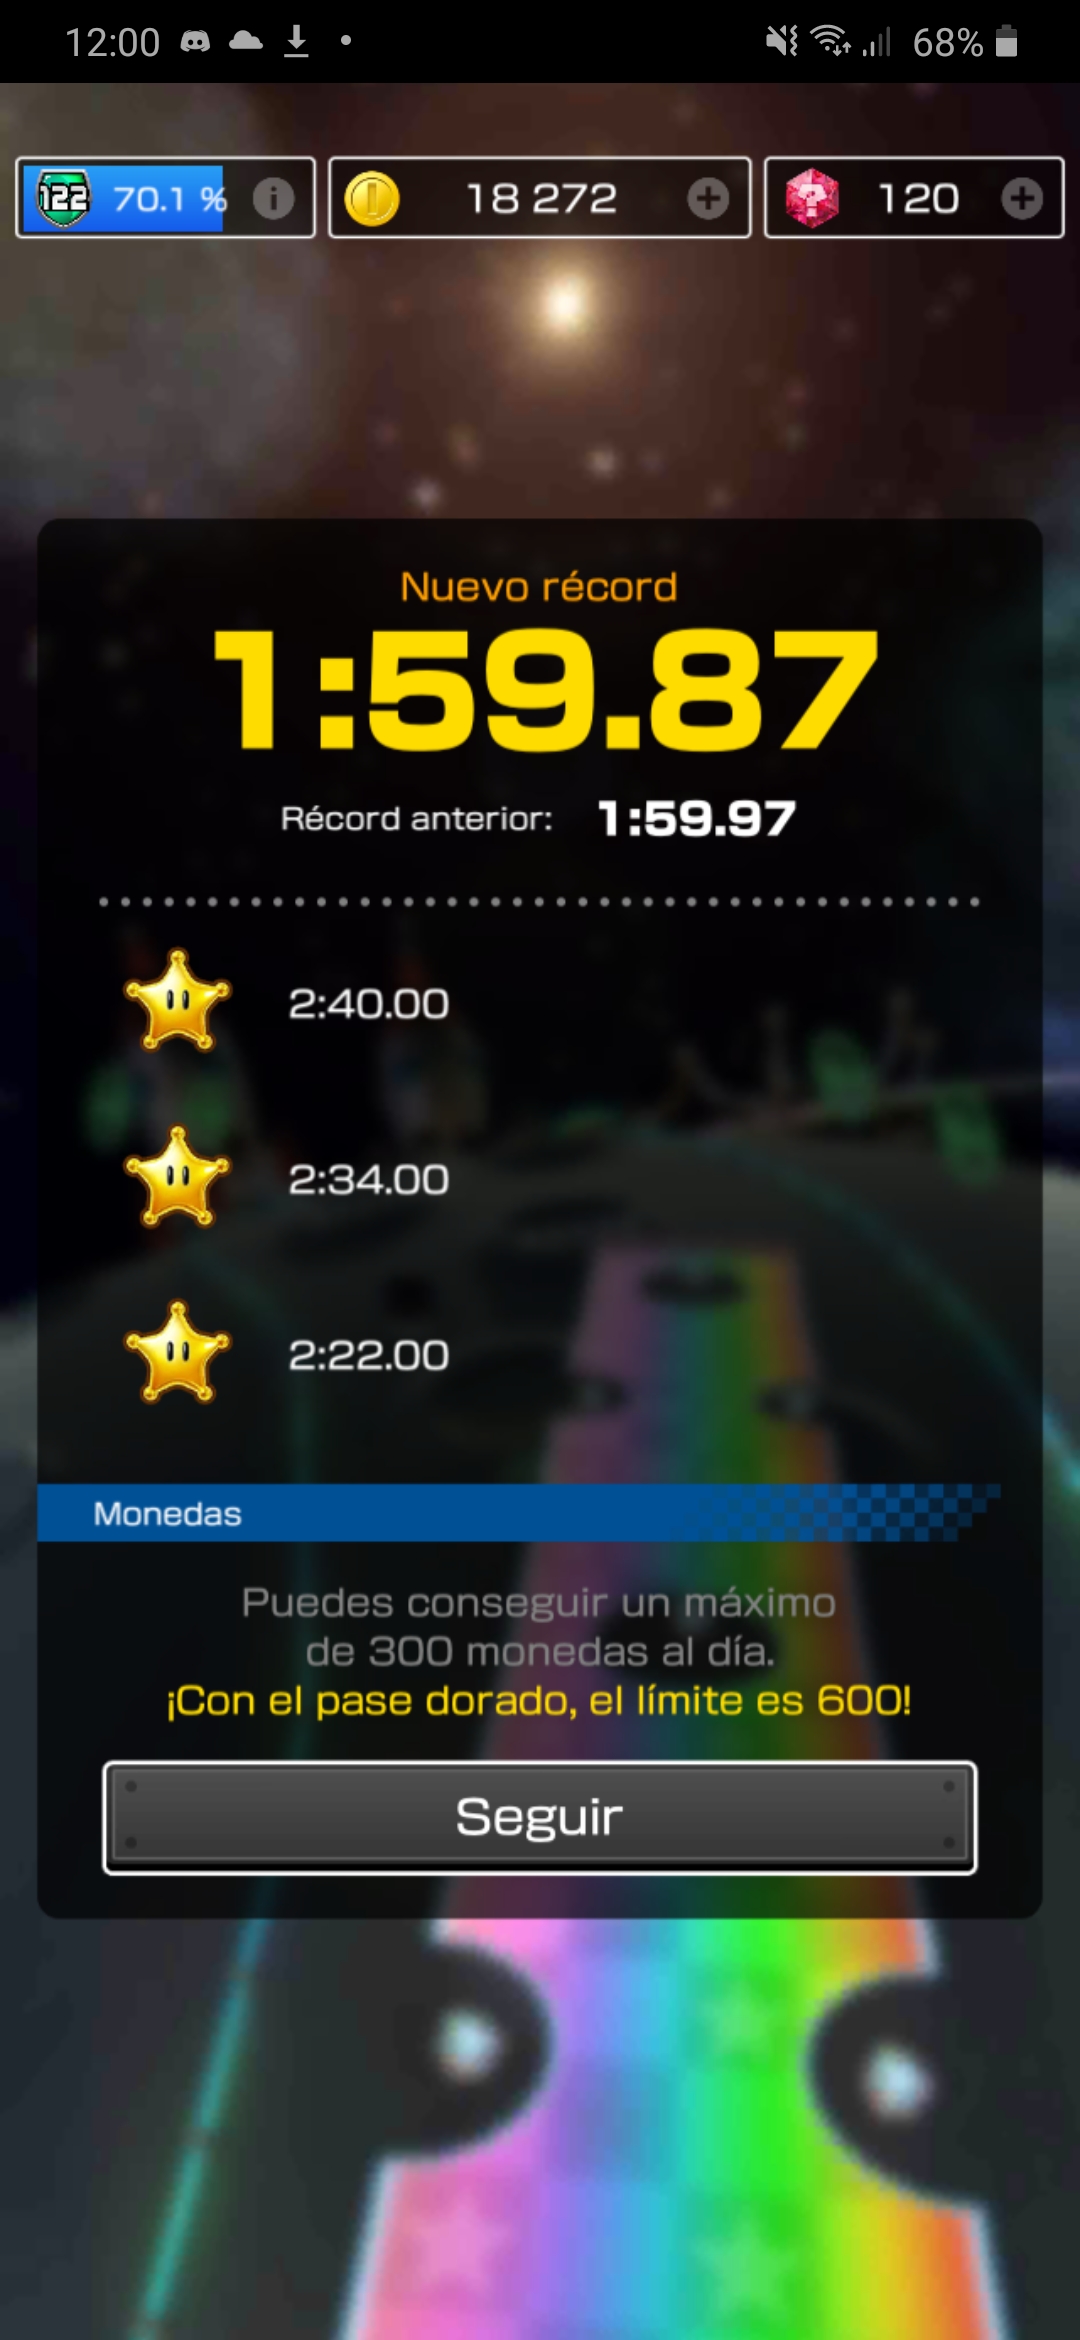 12:00 68%
122 70.1 % 18 272 120
Nuevo récord
1:59.87
Récord anterior: 1:59.97
2:40.00
2:34.00
2:22.00
Monedas
Puedes conseguir un máximo
de 300 monedas al día.
¡Con el pase dorado, el límite es 600!
Seguir